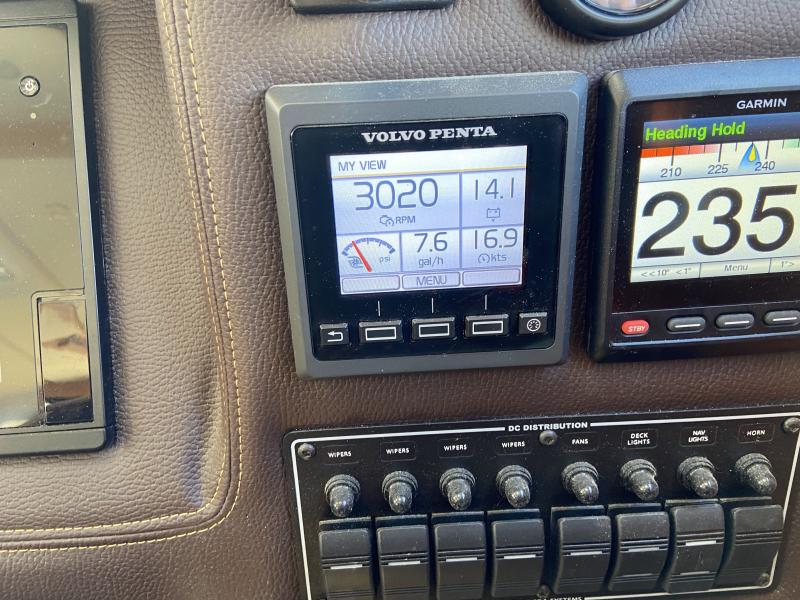 VOLVO PENTA
MY VIEW
3020
RPM
14.1
psi
7.6
gal/h
16.9
kts
MENU
GARMIN
Heading Hold
210 225 240
235
<<10° <1° Menu 1°>
STBY
DC DISTRIBUTION
WIPERS WIPERS WIPERS WIPERS FANS DECK LIGHTS NAV LIGHTS HORN
SYSTEMS